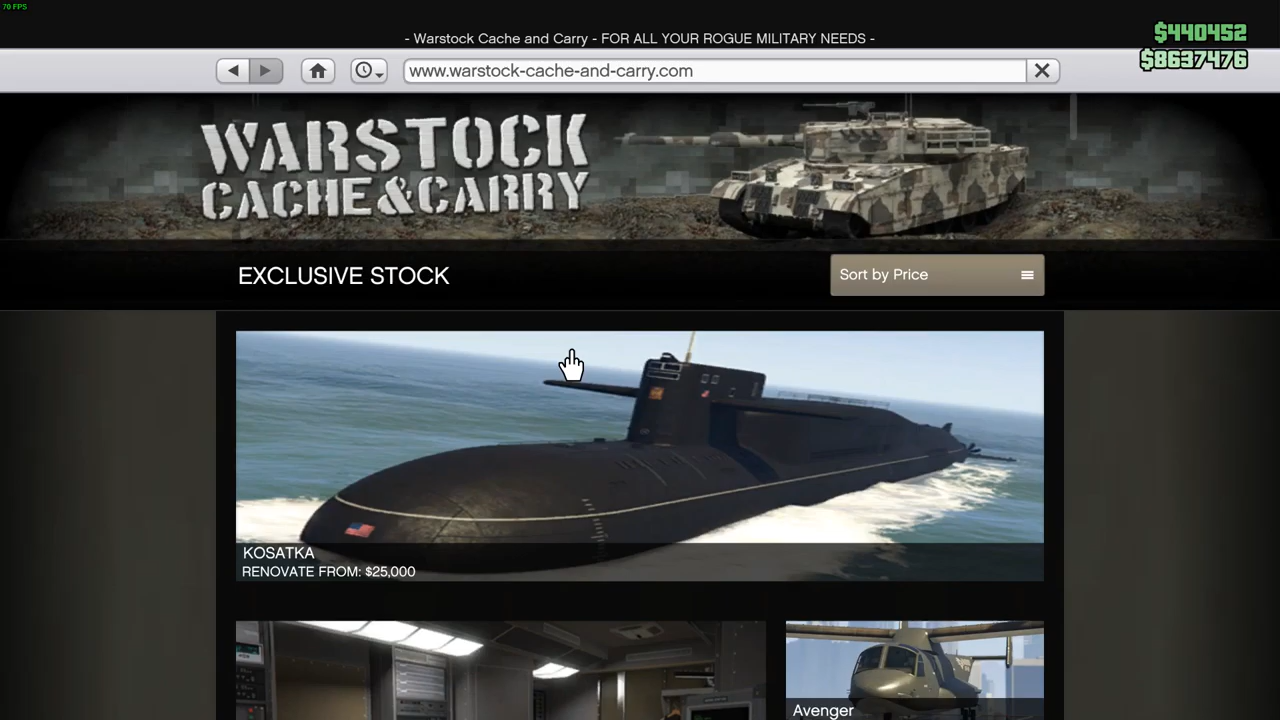 70 FPS
- Warstock Cache and Carry - FOR ALL YOUR ROGUE MILITARY NEEDS -
$440452
$8637476
www.warstock-cache-and-carry.com
WARSTOCK
CACHE&CARRY
EXCLUSIVE STOCK
Sort by Price
KOSATKA
RENOVATE FROM: $25,000
Avenger